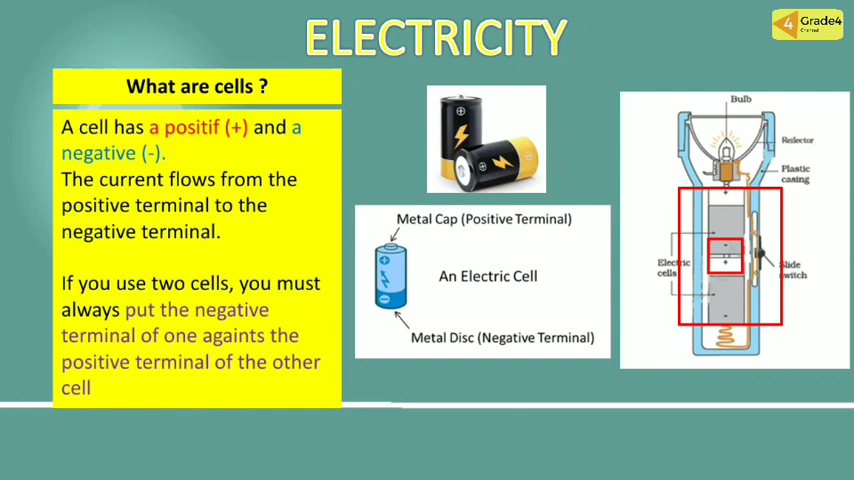 ELECTRICITY
4 Grade4
Channel
What are cells ?
A cell has a positif (+) and a
negative (-).
The current flows from the
positive terminal to the
negative terminal.
If you use two cells, you must
always put the negative
terminal of one againts the
positive terminal of the other
cell
Metal Cap (Positive Terminal)
An Electric Cell
Metal Disc (Negative Terminal)
Bulb
Reflector
Plastic
casing
Electric
cells
Slide
switch
+
-
+
-